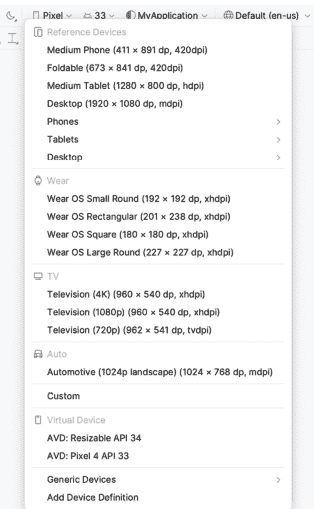 Pixel 33 MyApplication Default (en-us)
Reference Devices
Medium Phone (411 × 891 dp, 420dpi)
Foldable (673 × 841 dp, 420dpi)
Medium Tablet (1280 × 800 dp, hdpi)
Desktop (1920 × 1080 dp, mdpi)
Phones
Tablets
Desktop
Wear
Wear OS Small Round (192 × 192 dp, xhdpi)
Wear OS Rectangular (201 × 238 dp, xhdpi)
Wear OS Square (180 × 180 dp, xhdpi)
Wear OS Large Round (227 × 227 dp, xhdpi)
TV
Television (4K) (960 × 540 dp, xhdpi)
Television (1080p) (960 × 540 dp, xhdpi)
Television (720p) (962 × 541 dp, tvdpi)
Auto
Automotive (1024p landscape) (1024 × 768 dp, mdpi)
Custom
Virtual Device
AVD: Resizable API 34
AVD: Pixel 4 API 33
Generic Devices
Add Device Definition